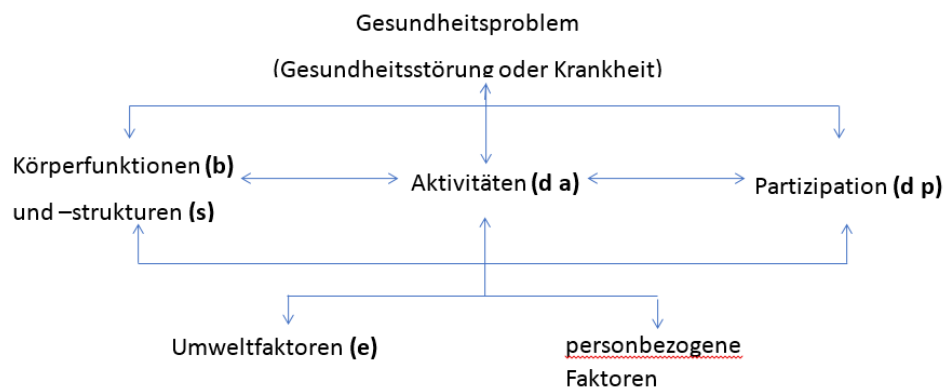 Gesundheitsproblem
(Gesundheitsstörung oder Krankheit)
Körperfunktionen (b)
und –strukturen (s)
Aktivitäten (d a)
Partizipation (d p)
Umweltfaktoren (e)
personbezogene
Faktoren